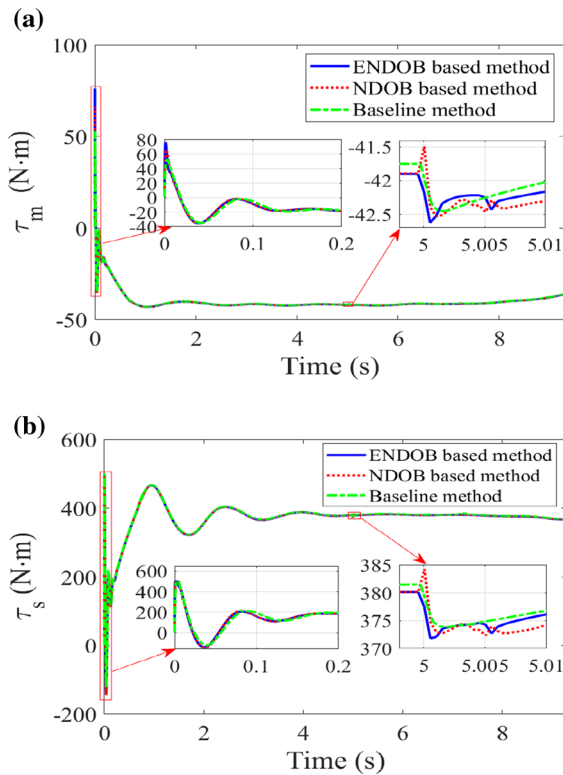 (a)
100
50
0
-50
τm (N·m)
ENDOB based method
NDOB based method
Baseline method
80
60
40
20
0
-20
-40
0 0.1 0.2
-41.5
-42
-42.5
5 5.005 5.01
0 2 4 6 8
Time (s)
(b)
600
400
200
0
-200
τs (N·m)
ENDOB based method
NDOB based method
Baseline method
600
400
200
0
0 0.1 0.2
385
380
375
370
5 5.005 5.01
0 2 4 6 8
Time (s)